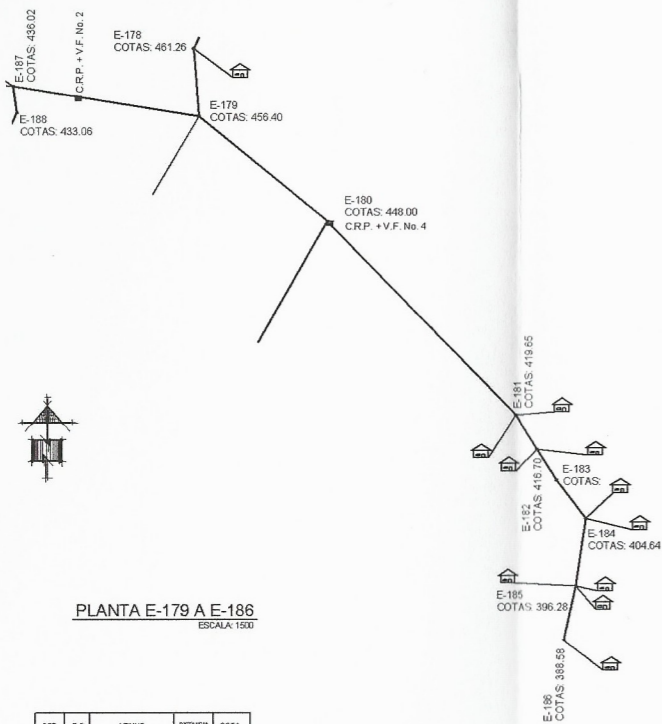 E-187
COTAS: 436.02
C.R.P. + V.F. No. 2
E-178
COTAS: 461.26
E-188
COTAS: 433.06
E-179
COTAS: 456.40
E-180
COTAS: 448.00
C.R.P. + V.F. No. 4
E-181
COTAS: 419.65
E-182
COTAS: 416.70
E-183
COTAS:
E-184
COTAS: 404.64
E-185
COTAS: 396.28
E-186
COTAS: 388.58
PLANTA E-179 A E-186
ESCALA: 1500